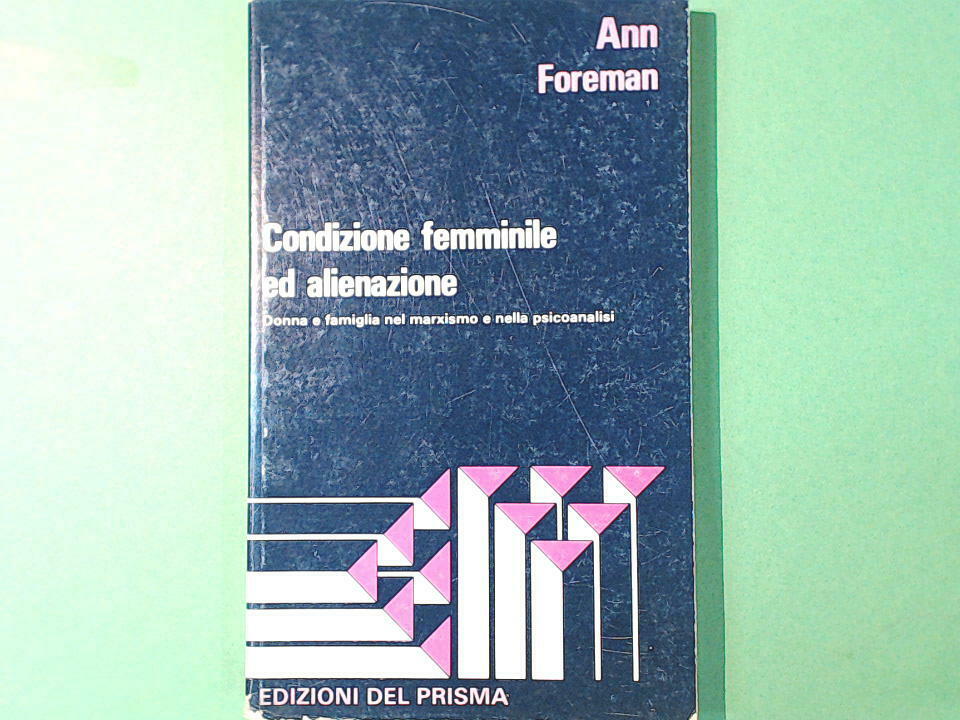 Ann
Foreman
Condizione femminile
ed alienazione
Donna e famiglia nel marxismo e nella psicoanalisi
EDIZIONI DEL PRISMA